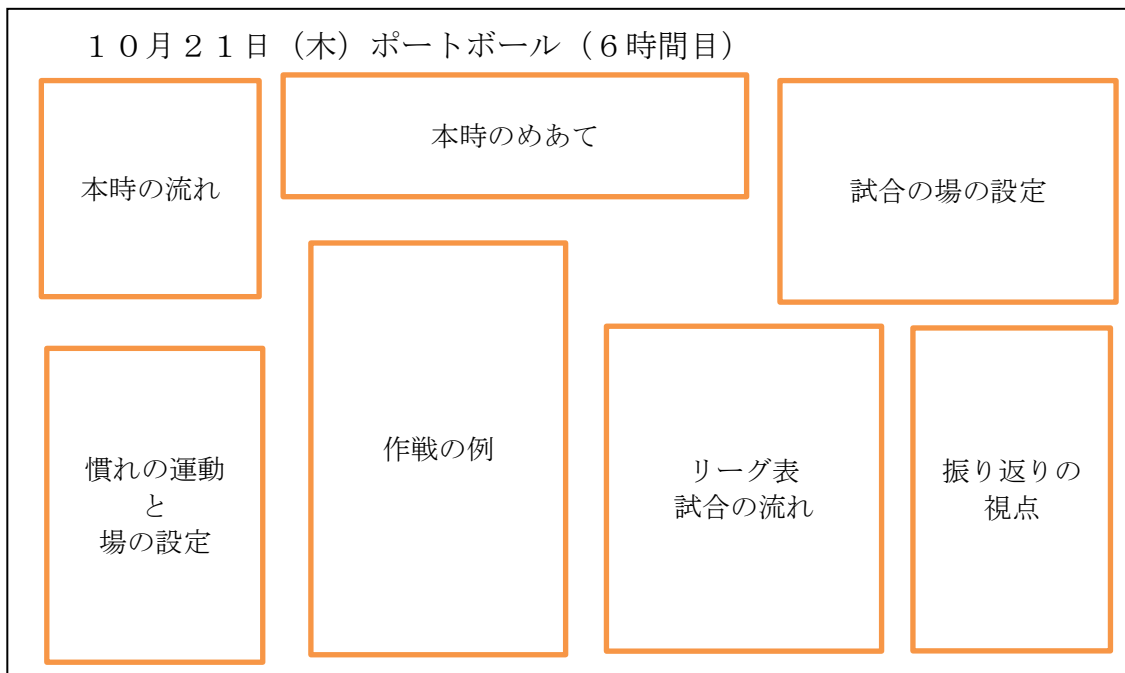 １０月２１日（木）ポートボール（６時間目）
本時の流れ
本時のめあて
試合の場の設定
慣れの運動
と
場の設定
作戦の例
リーグ表
試合の流れ
振り返りの
視点